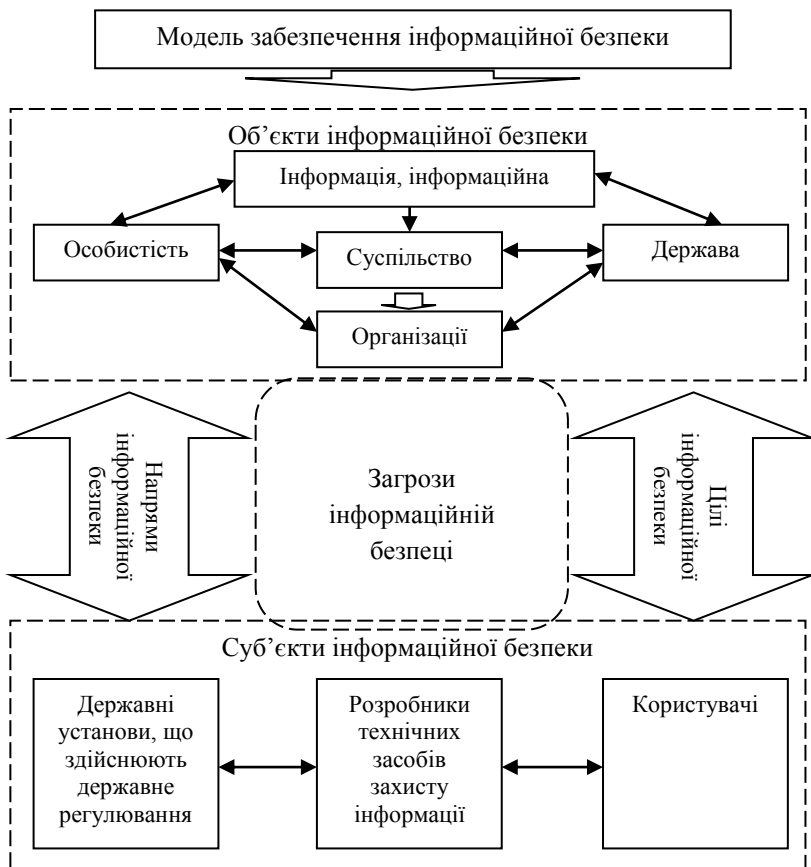 Модель забезпечення інформаційної безпеки
Об’єкти інформаційної безпеки
Інформація, інформаційна
Особистість
Суспільство
Держава
Організації
Напрями
інформаційної
безпеки
Загрози
інформаційній
безпеці
Цілі
інформаційної
безпеки
Суб’єкти інформаційної безпеки
Державні
установи, що
здійснюють
державне
регулювання
Розробники
технічних
засобів
захисту
інформації
Користувачі